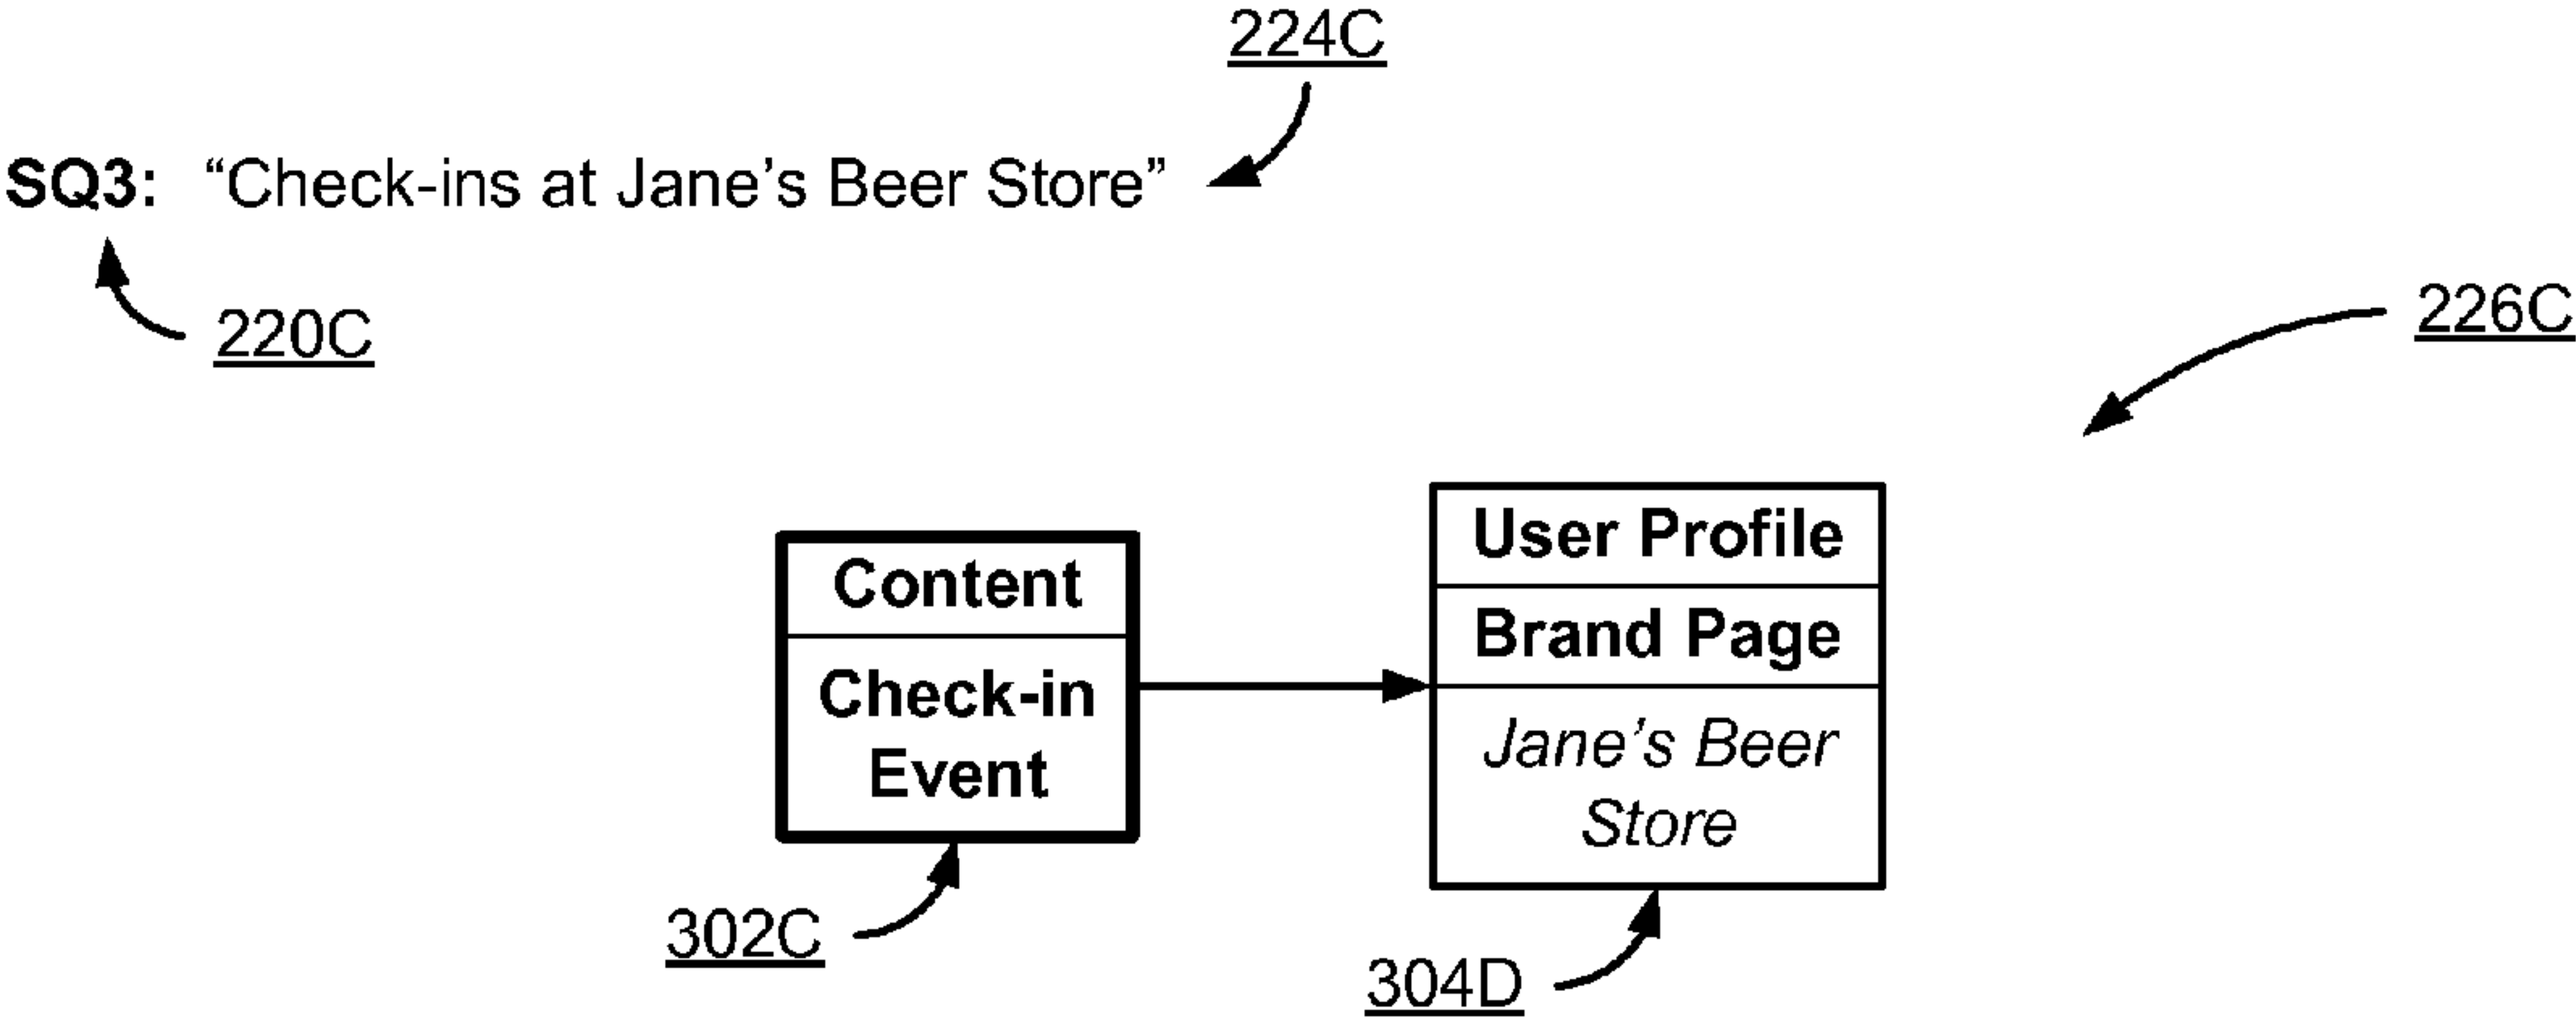 224C
SQ3: “Check-ins at Jane’s Beer Store”
220C
226C
User Profile
Brand Page
Jane’s Beer
Store
Content
Check-in
Event
302C
304D